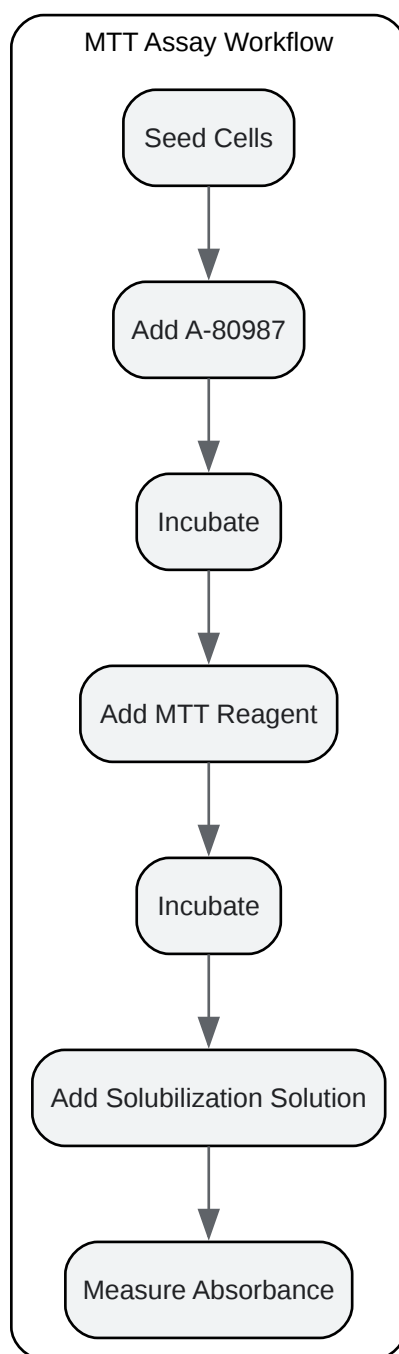 MTT Assay Workflow
Seed Cells
Add A-80987
Incubate
Add MTT Reagent
Incubate
Add Solubilization Solution
Measure Absorbance